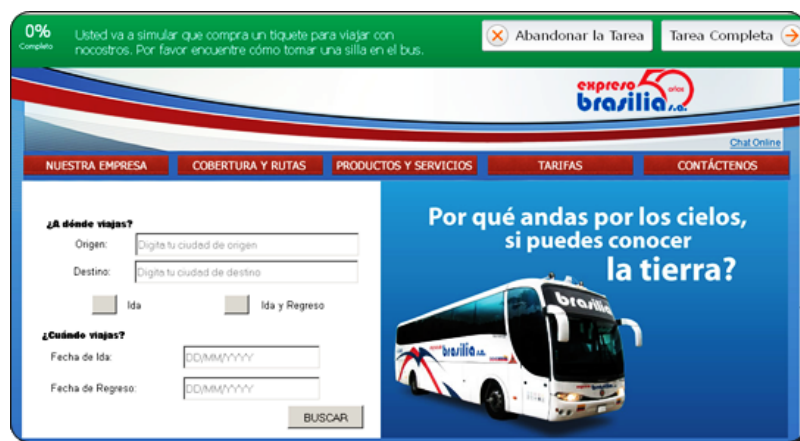 0%
Completo
Usted va a simular que compra un tiquete para viajar con
nocostros. Por favor encuentre cómo tomar una silla en el bus.
Abandonar la Tarea
Tarea Completa
expreso 50 años
brasilia s.a.
Chat Online
NUESTRA EMPRESA
COBERTURA Y RUTAS
PRODUCTOS Y SERVICIOS
TARIFAS
CONTÁCTENOS
¿A dónde viajas?
Origen: Digita tu ciudad de origen
Destino: Digita tu ciudad de destino
Ida
Ida y Regreso
¿Cuándo viajas?
Fecha de Ida: DD/MM/YYYY
Fecha de Regreso: DD/MM/YYYY
BUSCAR
Por qué andas por los cielos,
si puedes conocer
la tierra?
brasilia
brasilia s.a.